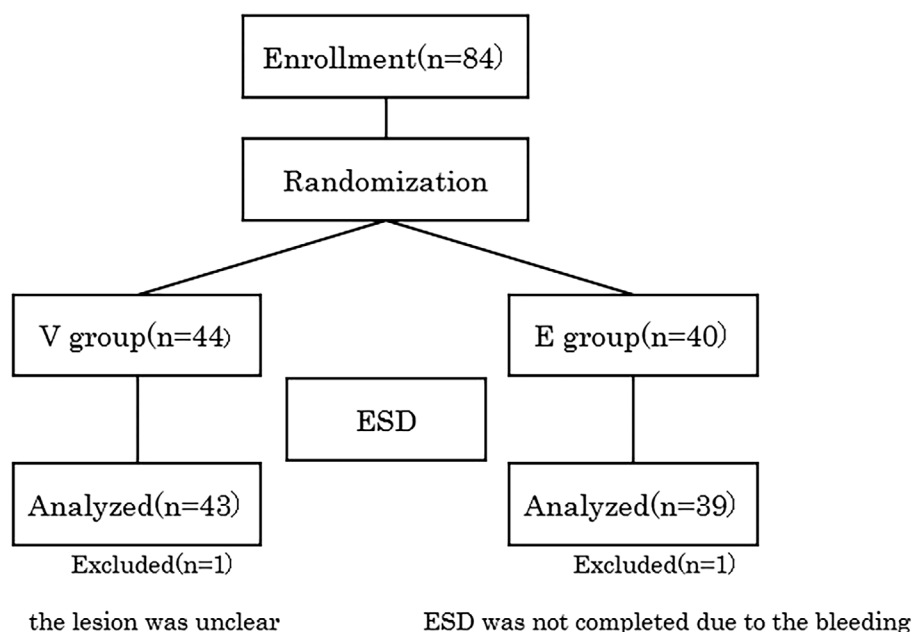 Enrollment(n=84)
Randomization
V group(n=44)
E group(n=40)
ESD
Analyzed(n=43)
Analyzed(n=39)
Excluded(n=1)
Excluded(n=1)
the lesion was unclear
ESD was not completed due to the bleeding